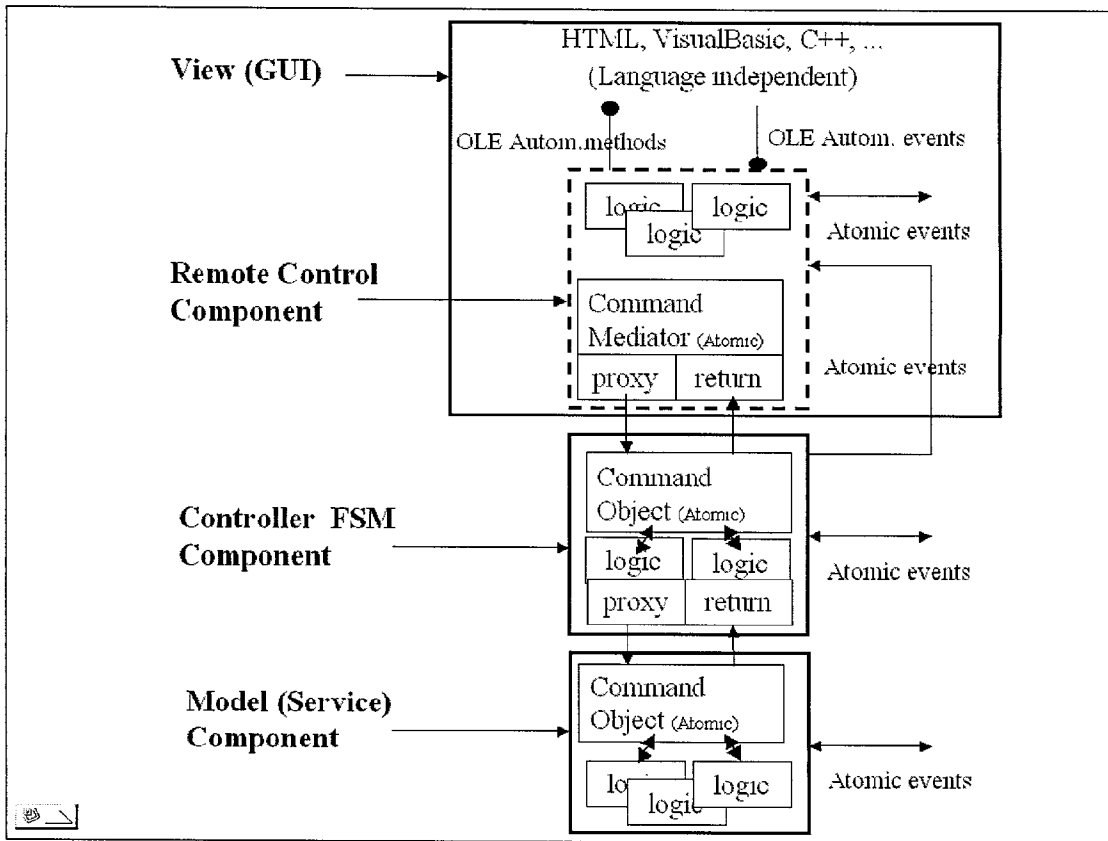 HTML, VisualBasic, C++, ...
(Language independent)
View (GUI)
OLE Autom.methods
OLE Autom. events
logic
logic
logic
Atomic events
Remote Control
Component
Command
Mediator (Atomic)
proxy
return
Atomic events
Command
Object (Atomic)
Controller FSM
Component
logic
logic
Atomic events
proxy
return
Model (Service)
Component
Command
Object (Atomic)
logic
logic
logic
Atomic events